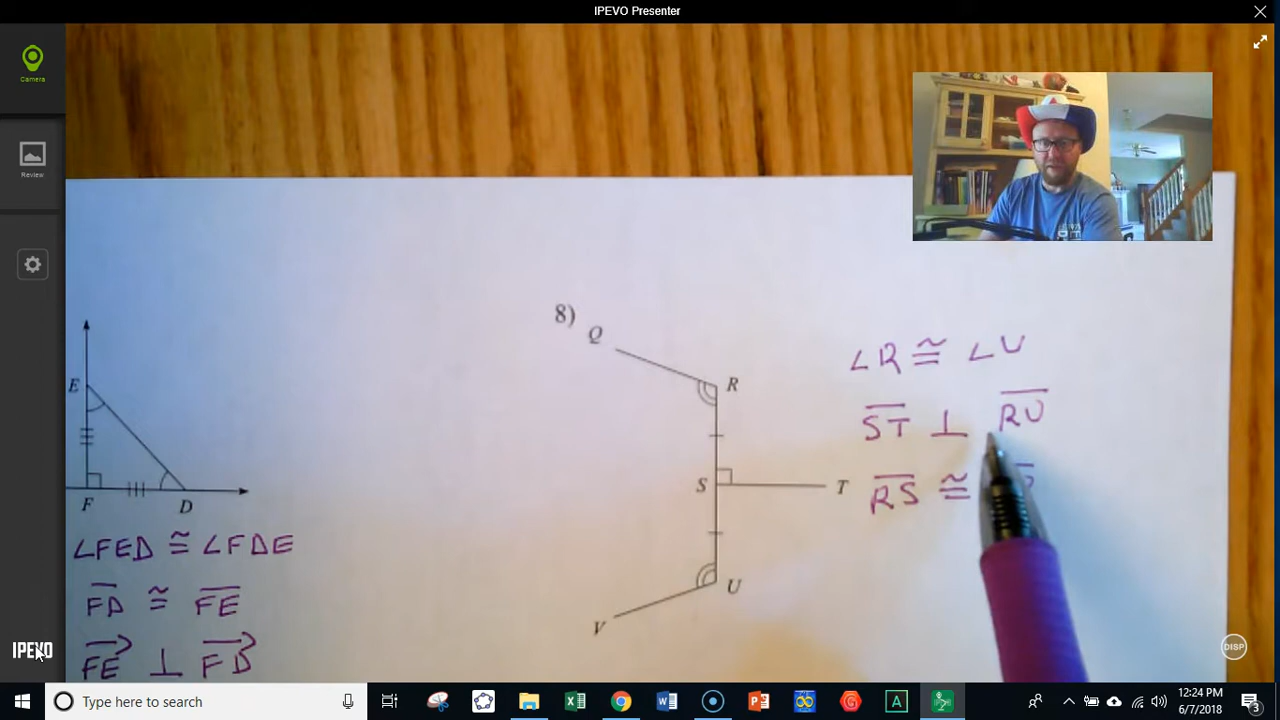 IPEVO Presenter
Camera
Review
8)
Q
R
S
T
U
V
E
F
D
∠R ≅ ∠U
ST ⊥ RU
RS ≅
∠FED ≅ ∠FDE
FD ≅ FE
FE ⊥ FD
IPEVO
DISP
Type here to search
12:24 PM
6/7/2018
3